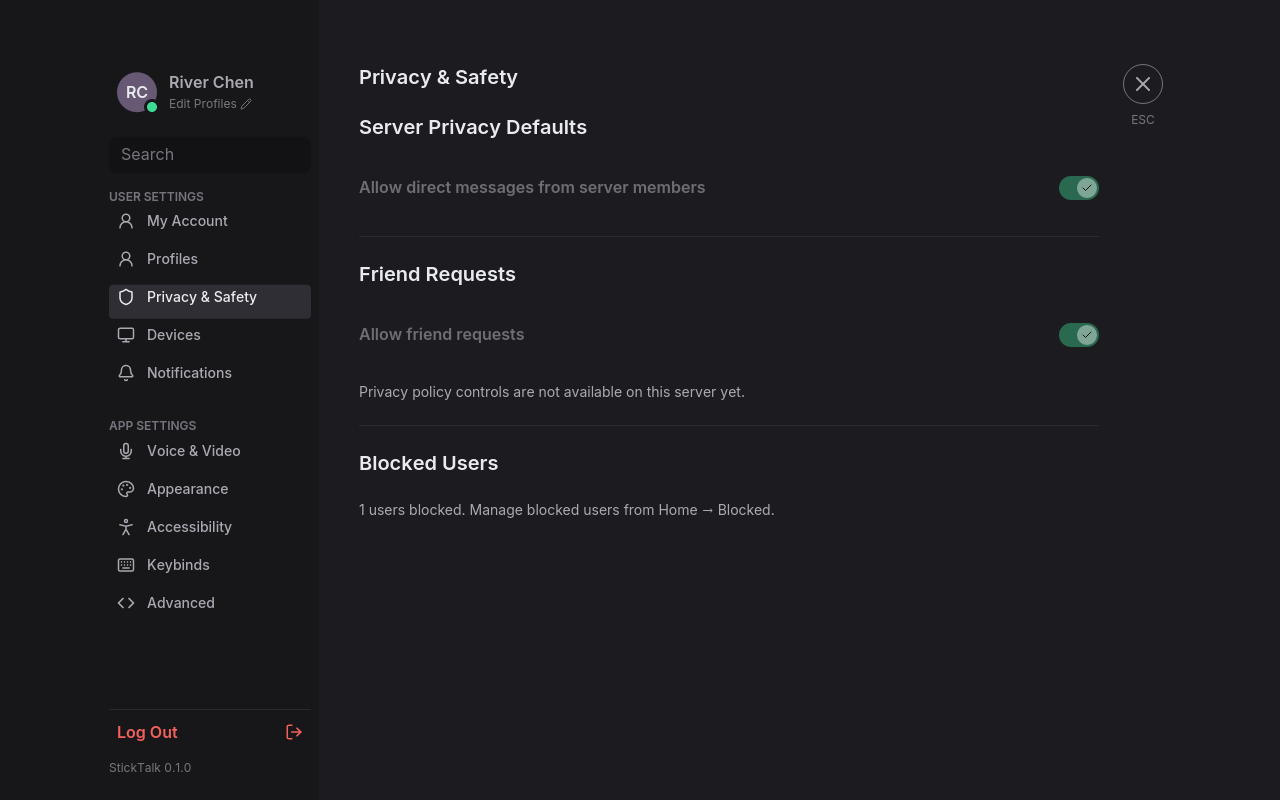 RC
River Chen
Edit Profiles
Search
USER SETTINGS
My Account
Profiles
Privacy & Safety
Devices
Notifications
APP SETTINGS
Voice & Video
Appearance
Accessibility
Keybinds
Advanced
Log Out
StickTalk 0.1.0
Privacy & Safety
Server Privacy Defaults
Allow direct messages from server members
Friend Requests
Allow friend requests
Privacy policy controls are not available on this server yet.
Blocked Users
1 users blocked. Manage blocked users from Home → Blocked.
ESC